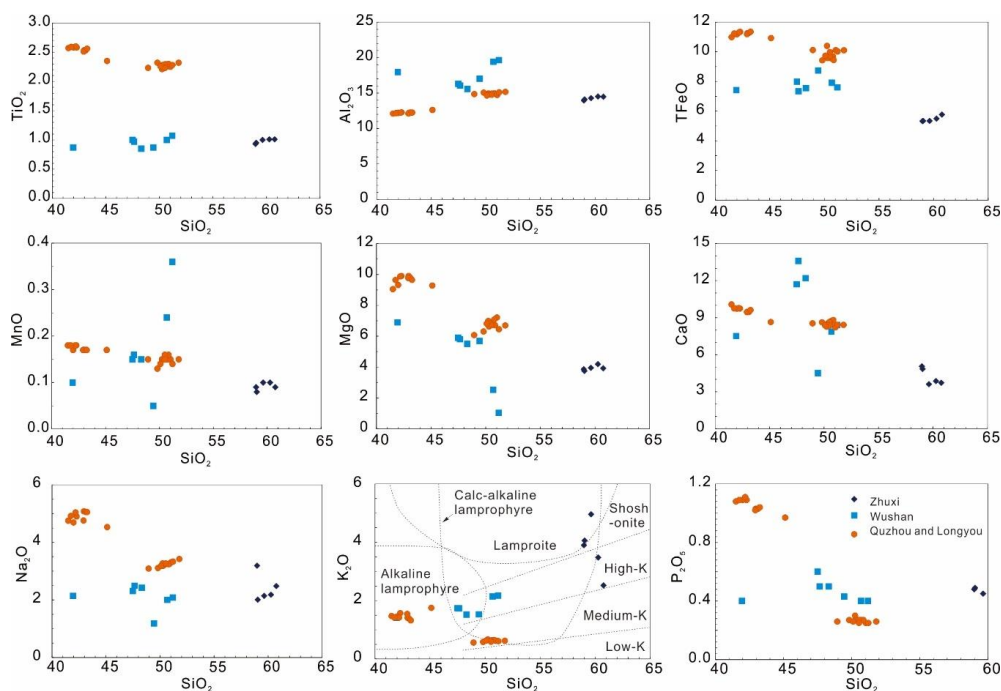 TiO2
3.0
2.5
2.0
1.5
1.0
0.5
0.0
40 45 50 55 60 65
SiO2
Al2O3
25
20
15
10
5
0
40 45 50 55 60 65
SiO2
TFeO
12
10
8
6
4
2
0
40 45 50 55 60 65
SiO2
MnO
0.4
0.3
0.2
0.1
0.0
40 45 50 55 60 65
SiO2
MgO
12
10
8
6
4
2
0
40 45 50 55 60 65
SiO2
CaO
15
12
9
6
3
0
40 45 50 55 60 65
SiO2
Na2O
6
4
2
0
40 45 50 55 60 65
SiO2
K2O
6
4
2
0
Calc-alkaline
lamprophyre
Shosh
-onite
Lamproite
High-K
Alkaline
lamprophyre
Medium-K
Low-K
40 45 50 55 60 65
SiO2
P2O5
1.2
0.8
0.4
0.0
Zhuxi
Wushan
Quzhou and Longyou
40 45 50 55 60
SiO2